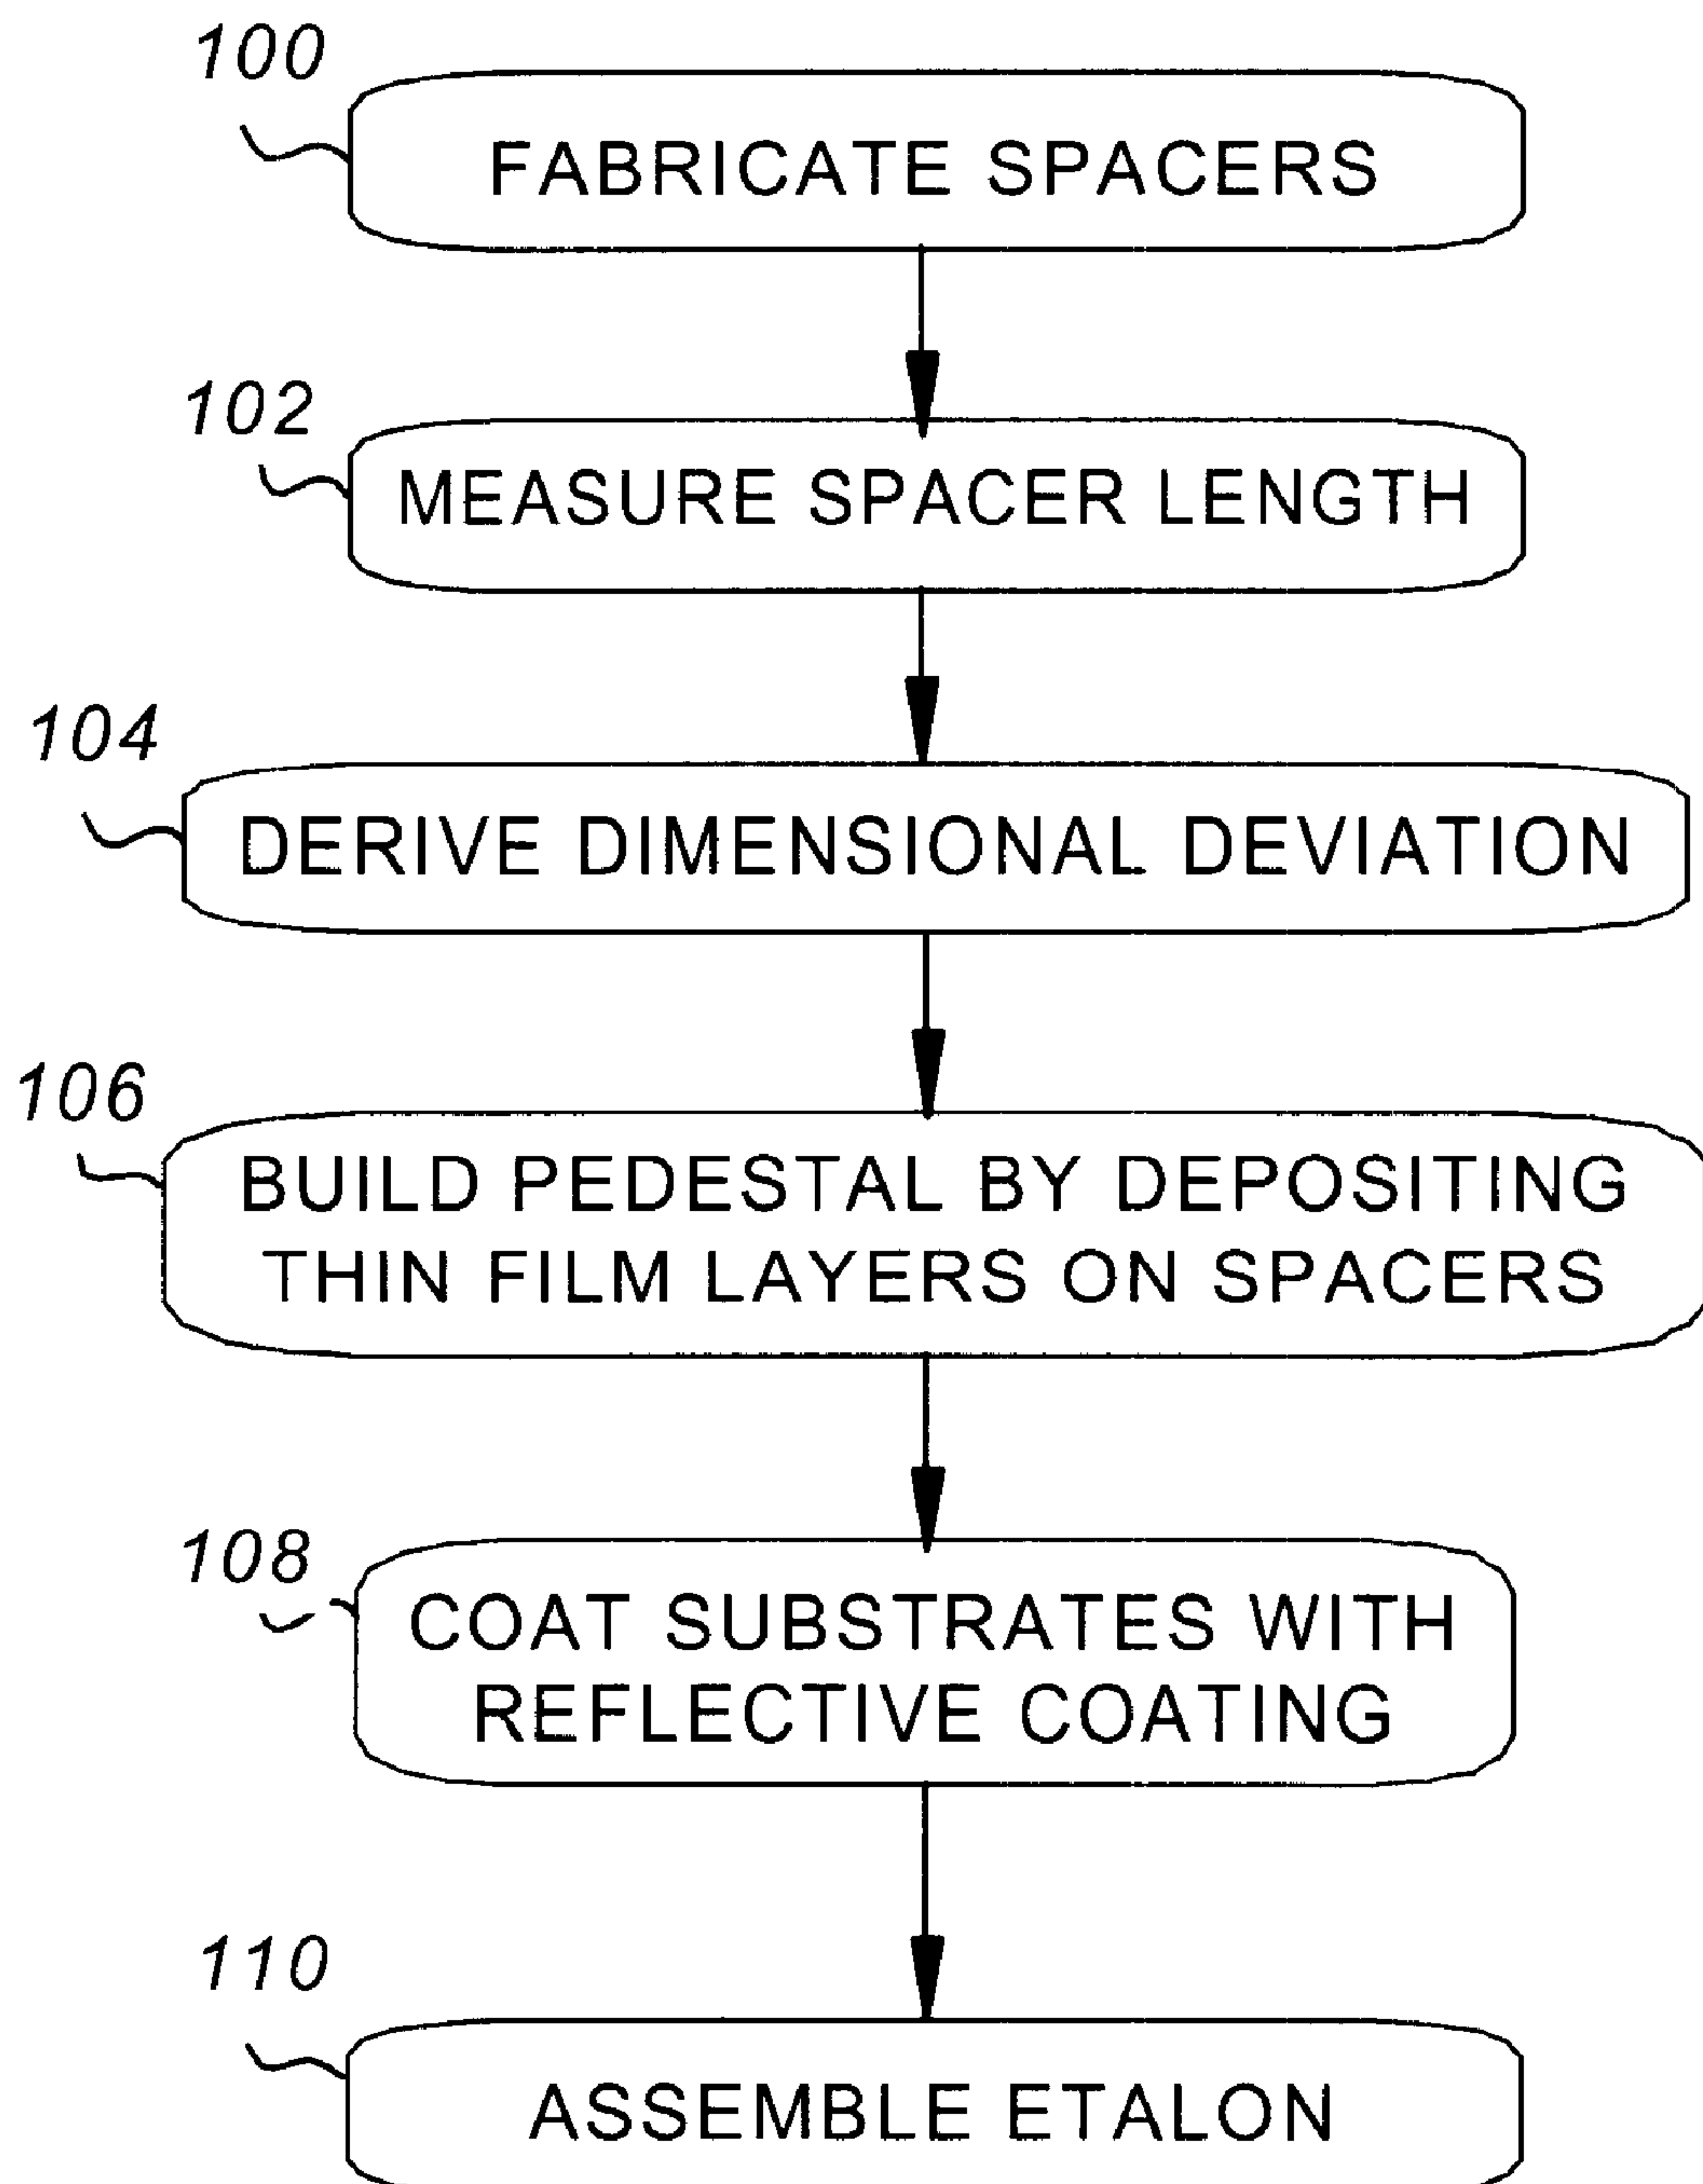 100
FABRICATE SPACERS
102
MEASURE SPACER LENGTH
104
DERIVE DIMENSIONAL DEVIATION
106
BUILD PEDESTAL BY DEPOSITING
THIN FILM LAYERS ON SPACERS
108
COAT SUBSTRATES WITH
REFLECTIVE COATING
110
ASSEMBLE ETALON